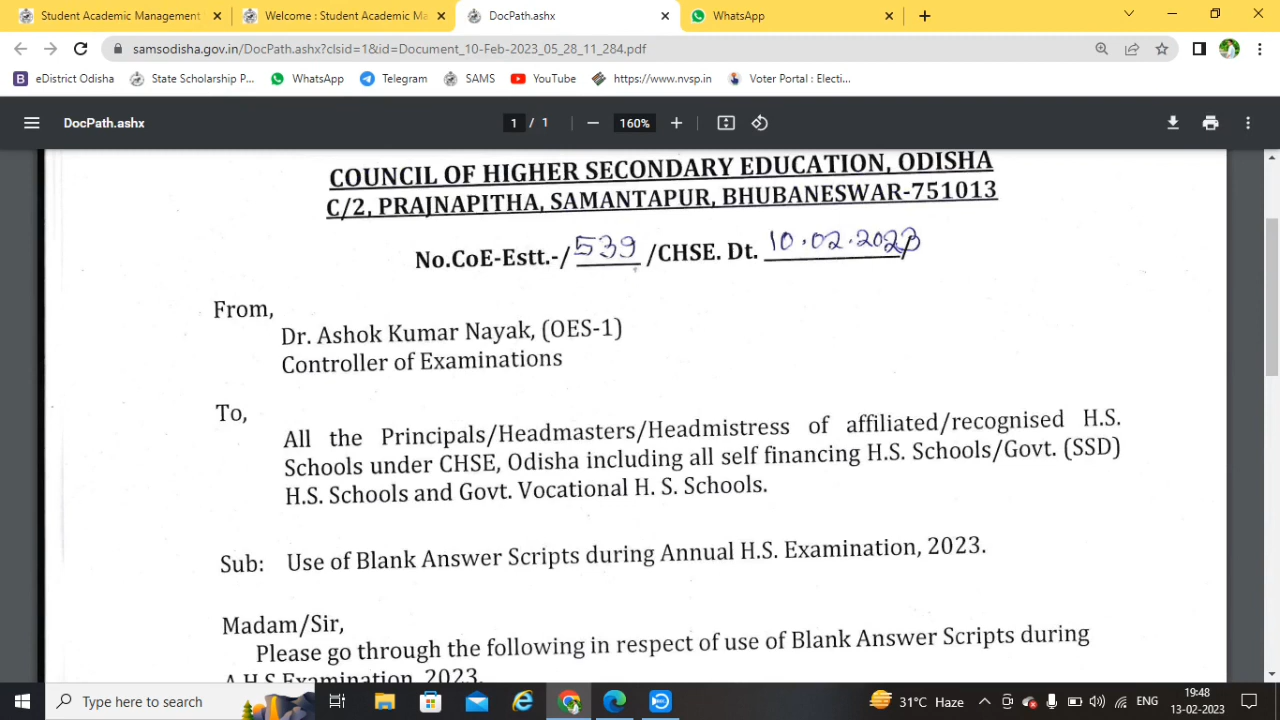 Student Academic Management
Welcome : Student Academic Ma
DocPath.ashx
WhatsApp
samsodisha.gov.in/DocPath.ashx?clsid=1&id=Document_10-Feb-2023_05_28_11_284.pdf
eDistrict Odisha
State Scholarship P...
WhatsApp
Telegram
SAMS
YouTube
https://www.nvsp.in
Voter Portal : Electi...
DocPath.ashx
1 / 1
160%
COUNCIL OF HIGHER SECONDARY EDUCATION, ODISHA
C/2, PRAJNAPITHA, SAMANTAPUR, BHUBANESWAR-751013
No.CoE-Estt.-/539/CHSE. Dt. 10.02.2023
From,
Dr. Ashok Kumar Nayak, (OES-1)
Controller of Examinations
To,
All the Principals/Headmasters/Headmistress of affiliated/recognised H.S.
Schools under CHSE, Odisha including all self financing H.S. Schools/Govt. (SSD)
H.S. Schools and Govt. Vocational H. S. Schools.
Sub: Use of Blank Answer Scripts during Annual H.S. Examination, 2023.
Madam/Sir,
Please go through the following in respect of use of Blank Answer Scripts during
A.H.S Examination, 2023.
Type here to search
31°C Haze
ENG
19:48
13-02-2023